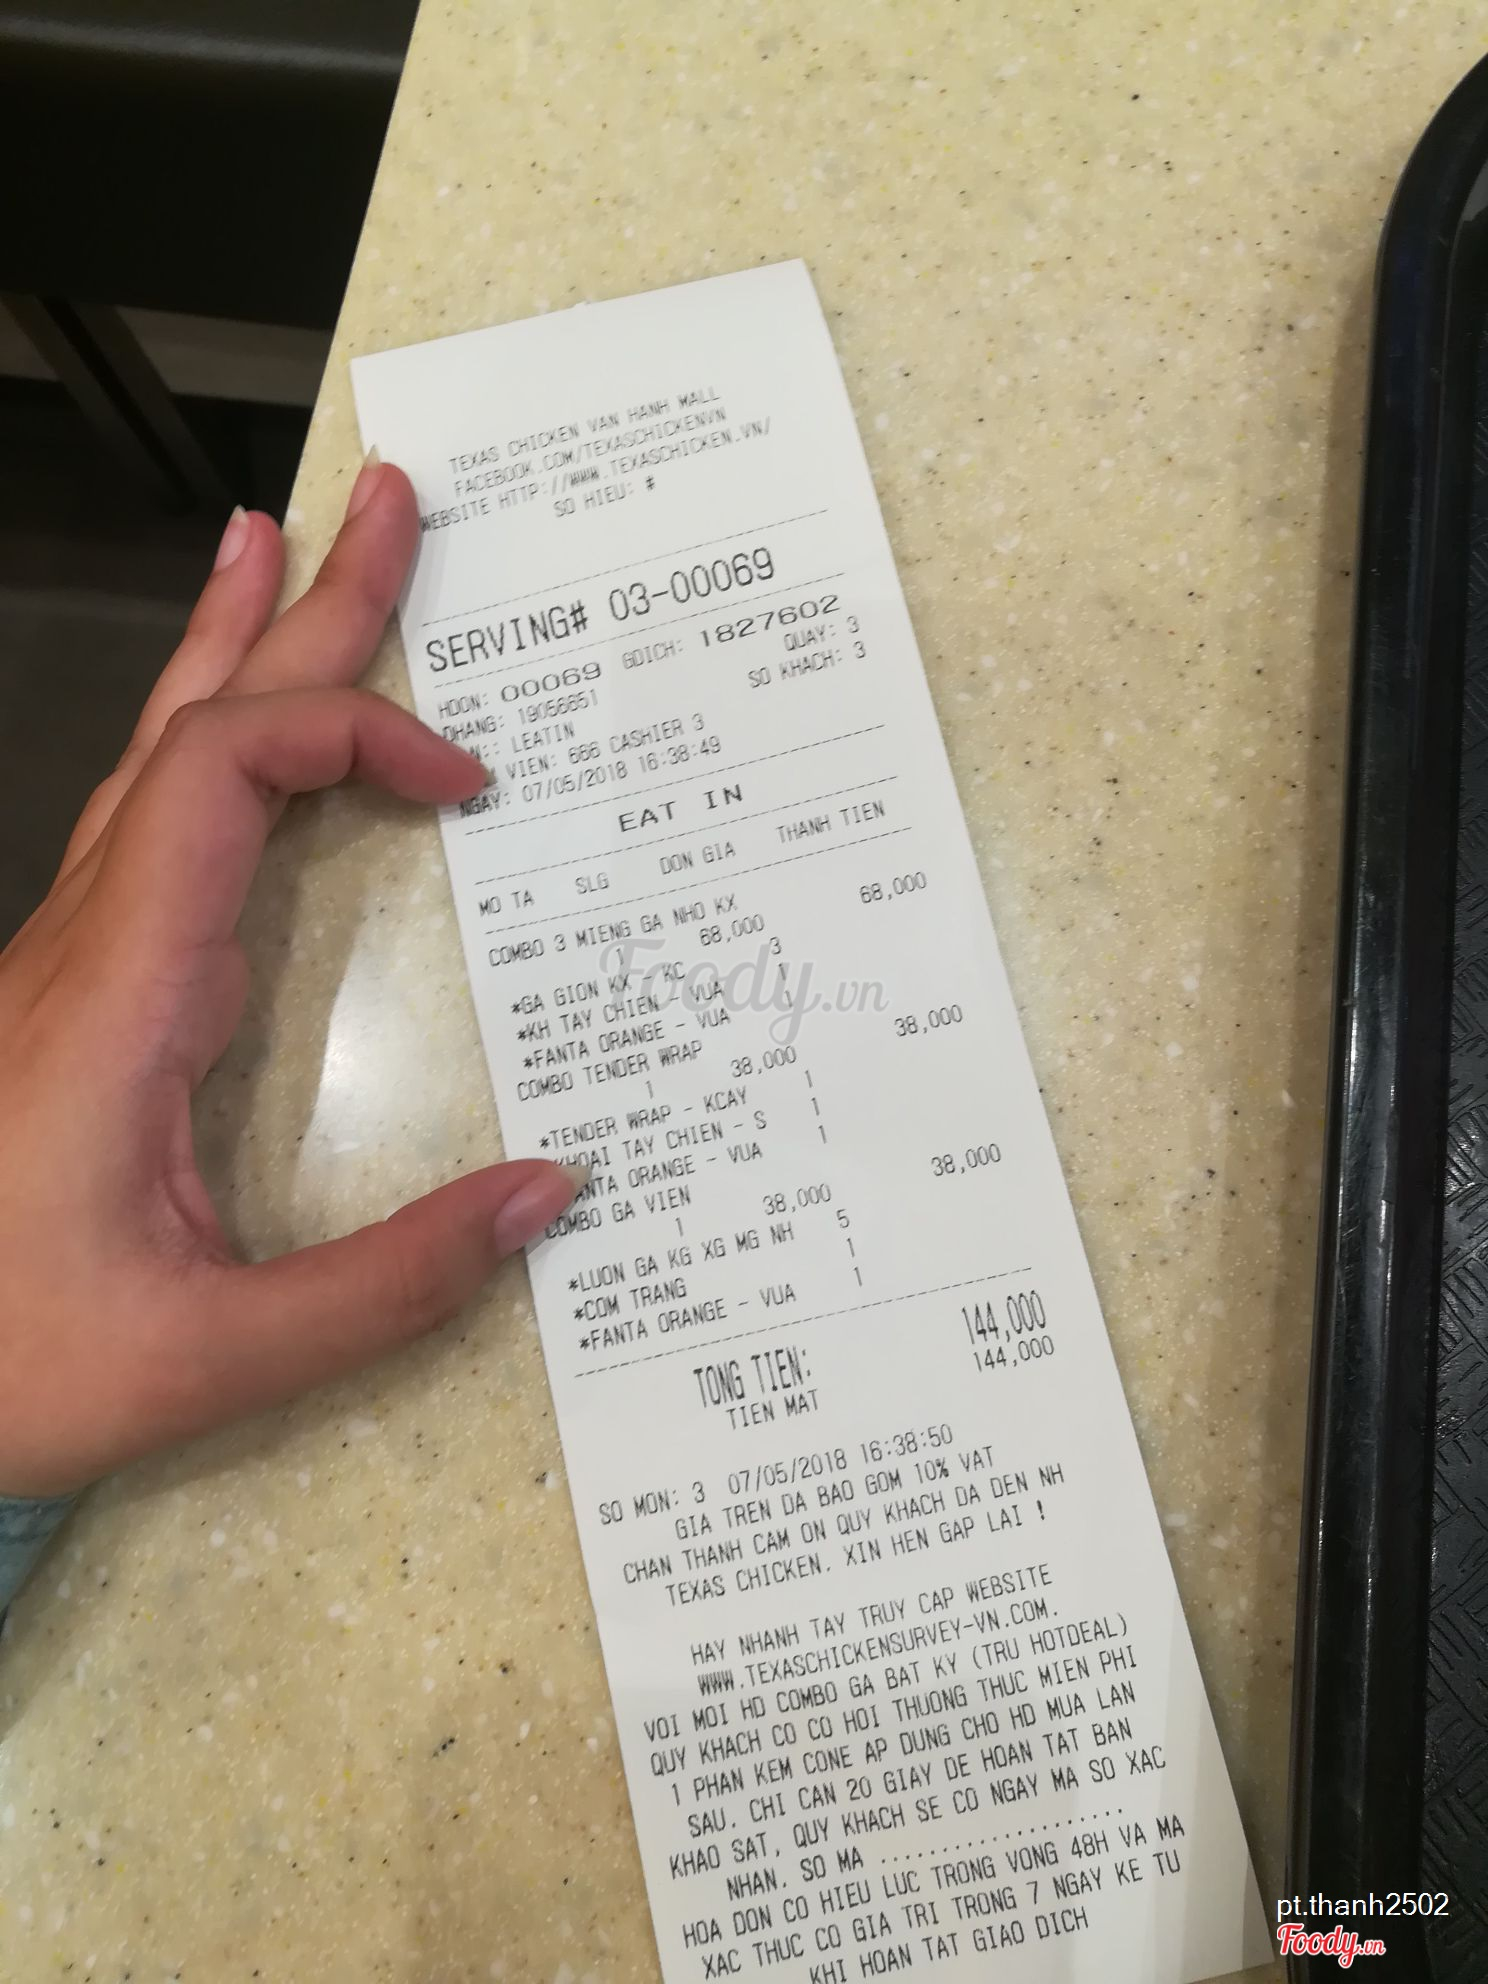 TEXAS CHICKEN VAN HANH MALL
FACEBOOK.COM/TEXASCHICKENVN
WEBSITE HTTP://WWW.TEXASCHICKEN.VN/
SO HIEU: #
SERVING# 03-00069
HDON: 00069 GDICH: 1827602
DHANG: 19056651 QUAY: 3
LEATIN SO KHACH: 3
VIEN: 666 CASHIER 3
NGAY: 07/05/2018 16:38:49
EAT IN
MO TA SLG DON GIA THANH TIEN
COMBO 3 MIENG GA NHO KX 68,000
1 68,000
*GA GION KX - KC 3
*KH TAY CHIEN - VUA 1
*FANTA ORANGE - VUA 1
COMBO TENDER WRAP 38,000
1 38,000
*TENDER WRAP - KCAY 1
KHOAI TAY CHIEN - S 1
FANTA ORANGE - VUA 1
COMBO GA VIEN 38,000
1 38,000
*LUON GA KG XG MG NH 5
*COM TRANG 1
*FANTA ORANGE - VUA 1
TONG TIEN: 144,000
TIEN MAT 144,000
SO MON: 3 07/05/2018 16:38:50
GIA TREN DA BAO GOM 10% VAT
CHAN THANH CAM ON QUY KHACH DA DEN NH
TEXAS CHICKEN. XIN HEN GAP LAI !
HAY NHANH TAY TRUY CAP WEBSITE
WWW.TEXASCHICKENSURVEY-VN.COM.
VOI MOI HD COMBO GA BAT KY (TRU HOTDEAL)
QUY KHACH CO CO HOI THUONG THUC MIEN PHI
1 PHAN KEM CONE AP DUNG CHO HD MUA LAN
SAU. CHI CAN 20 GIAY DE HOAN TAT BAN
KHAO SAT, QUY KHACH SE CO NGAY MA SO XAC
NHAN. SO MA ...................
HOA DON CO HIEU LUC TRONG VONG 48H VA MA
XAC THUC CO GIA TRI TRONG 7 NGAY KE TU
KHI HOAN TAT GIAO DICH
Foody.vn
pt.thanh2502
Foody.vn